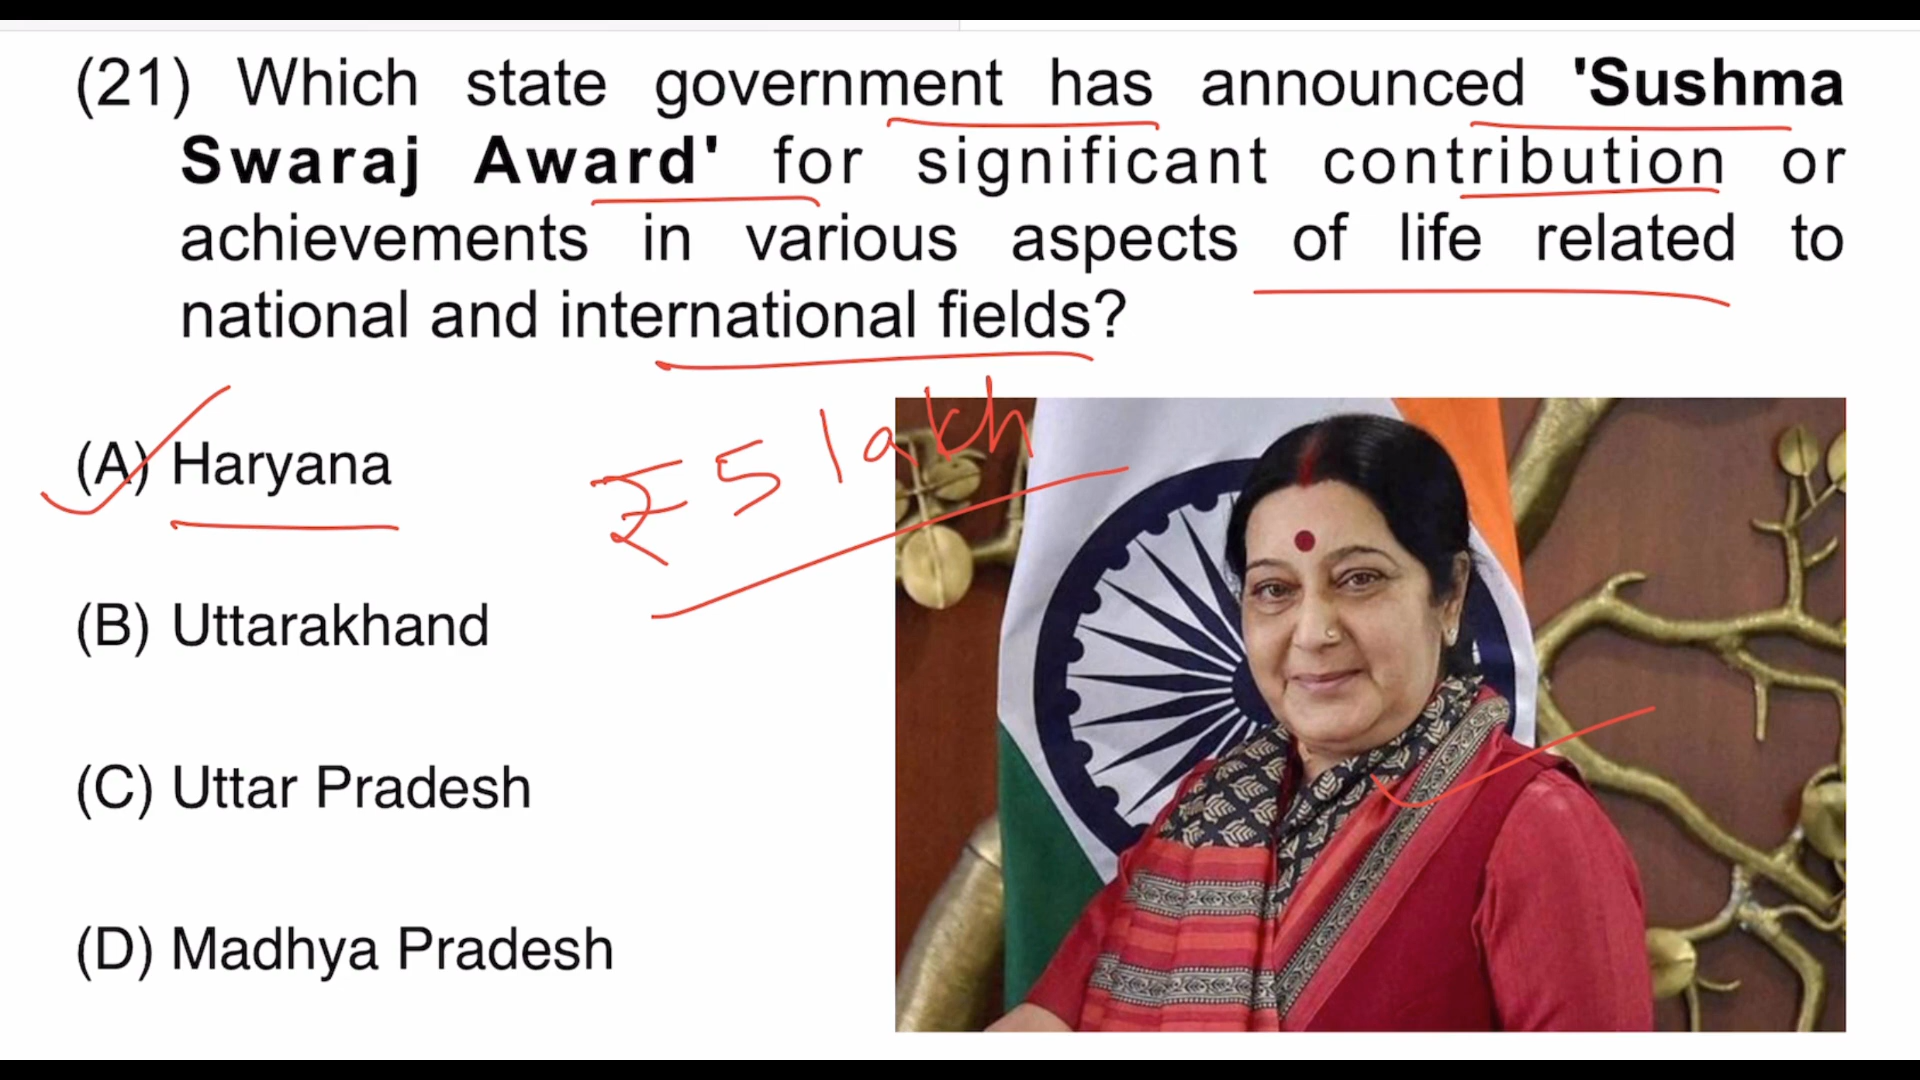 (21) Which state government has announced 'Sushma
Swaraj Award' for significant contribution or
achievements in various aspects of life related to
national and international fields?
(A) Haryana
₹ 5 lakh
(B) Uttarakhand
(C) Uttar Pradesh
(D) Madhya Pradesh